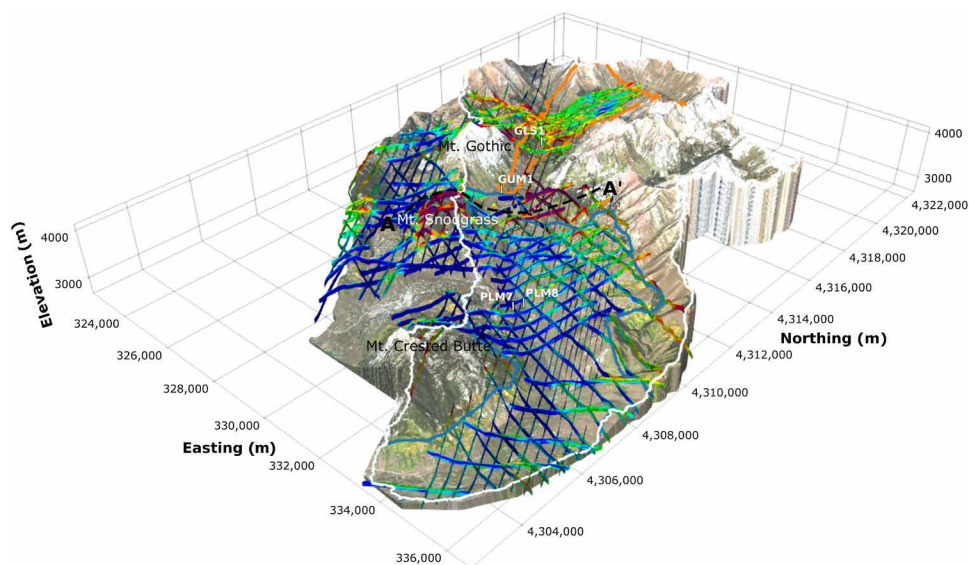 4000
3000
4,322,000
4,320,000
4,318,000
4,316,000
4,314,000
4,312,000
4,310,000
4,308,000
4,306,000
4,304,000
Northing (m)
GLS1
Mt. Gothic
GUM1
A'
A
Mt. Snodgrass
PLM7
PLM8
Mt. Crested Butte
4000
3000
Elevation (m)
324,000
326,000
328,000
330,000
332,000
334,000
336,000
Easting (m)